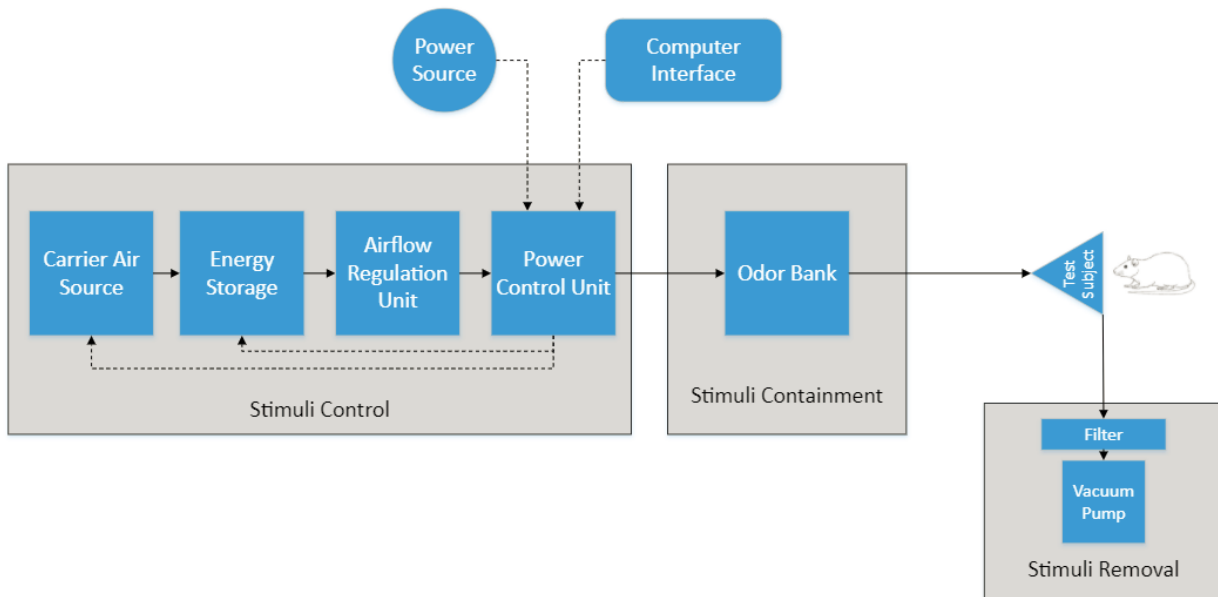 Power
Source
Computer
Interface
Carrier Air
Source
Energy
Storage
Airflow
Regulation
Unit
Power
Control Unit
Stimuli Control
Odor Bank
Stimuli Containment
Test
Subject
Filter
Vacuum
Pump
Stimuli Removal